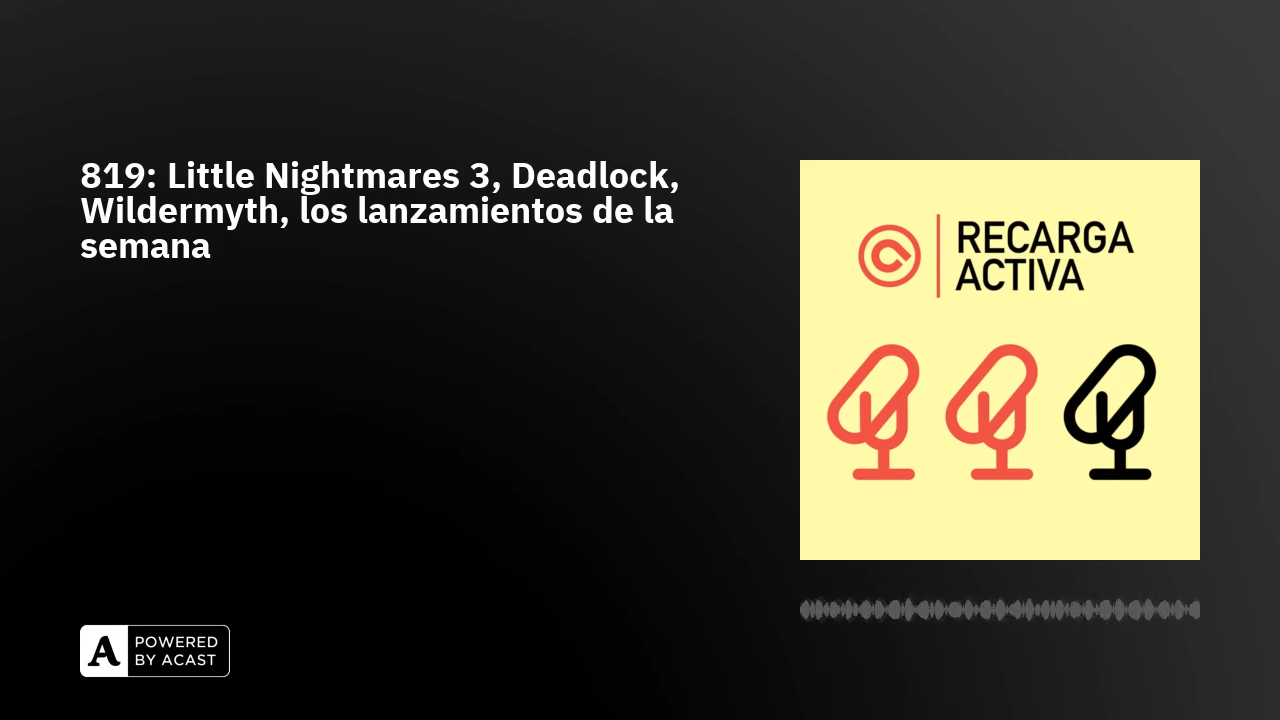 819: Little Nightmares 3, Deadlock,
Wildermyth, los lanzamientos de la
semana
RECARGA
ACTIVA
A POWERED
BY ACAST